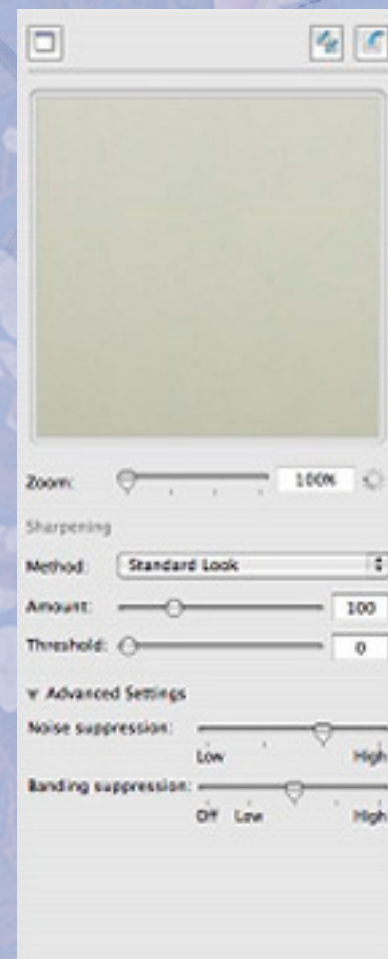 Zoom: 100%
Sharpening
Method: Standard Look
Amount: 100
Threshold: 0
Advanced Settings
Noise suppression:
Low High
Banding suppression:
Off Low High